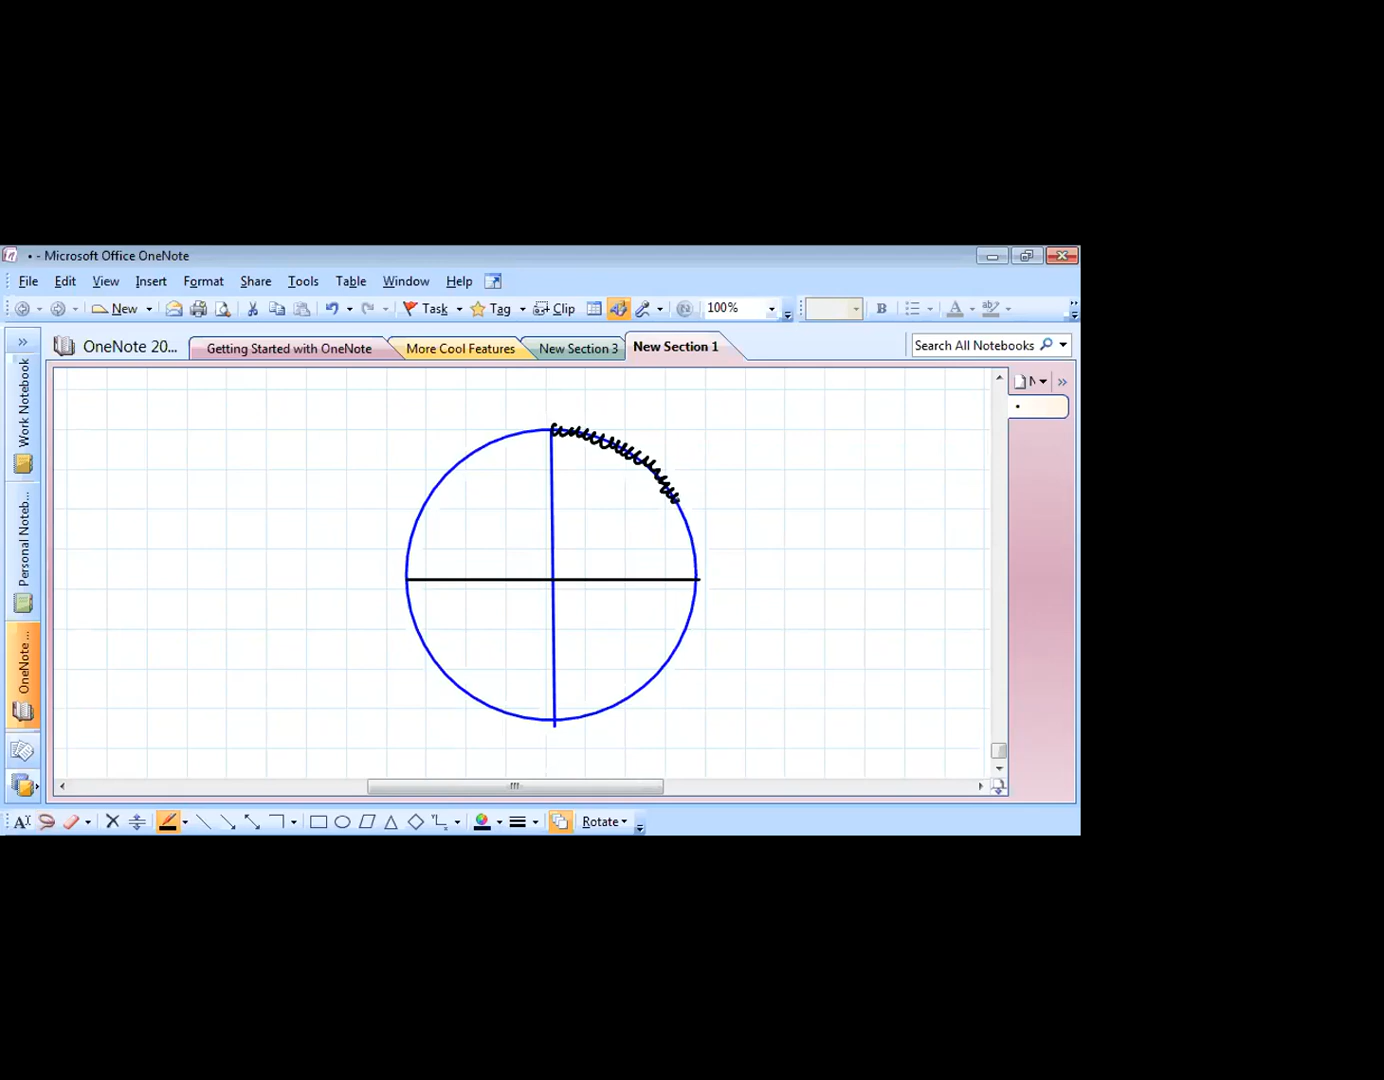 • - Microsoft Office OneNote
File Edit View Insert Format Share Tools Table Window Help
New Task Tag Clip 100% B A ab
OneNote 20... Getting Started with OneNote More Cool Features New Section 3 New Section 1 Search All Notebooks
N
•
Work Notebook
Personal Noteb...
OneNote ...
A Rotate